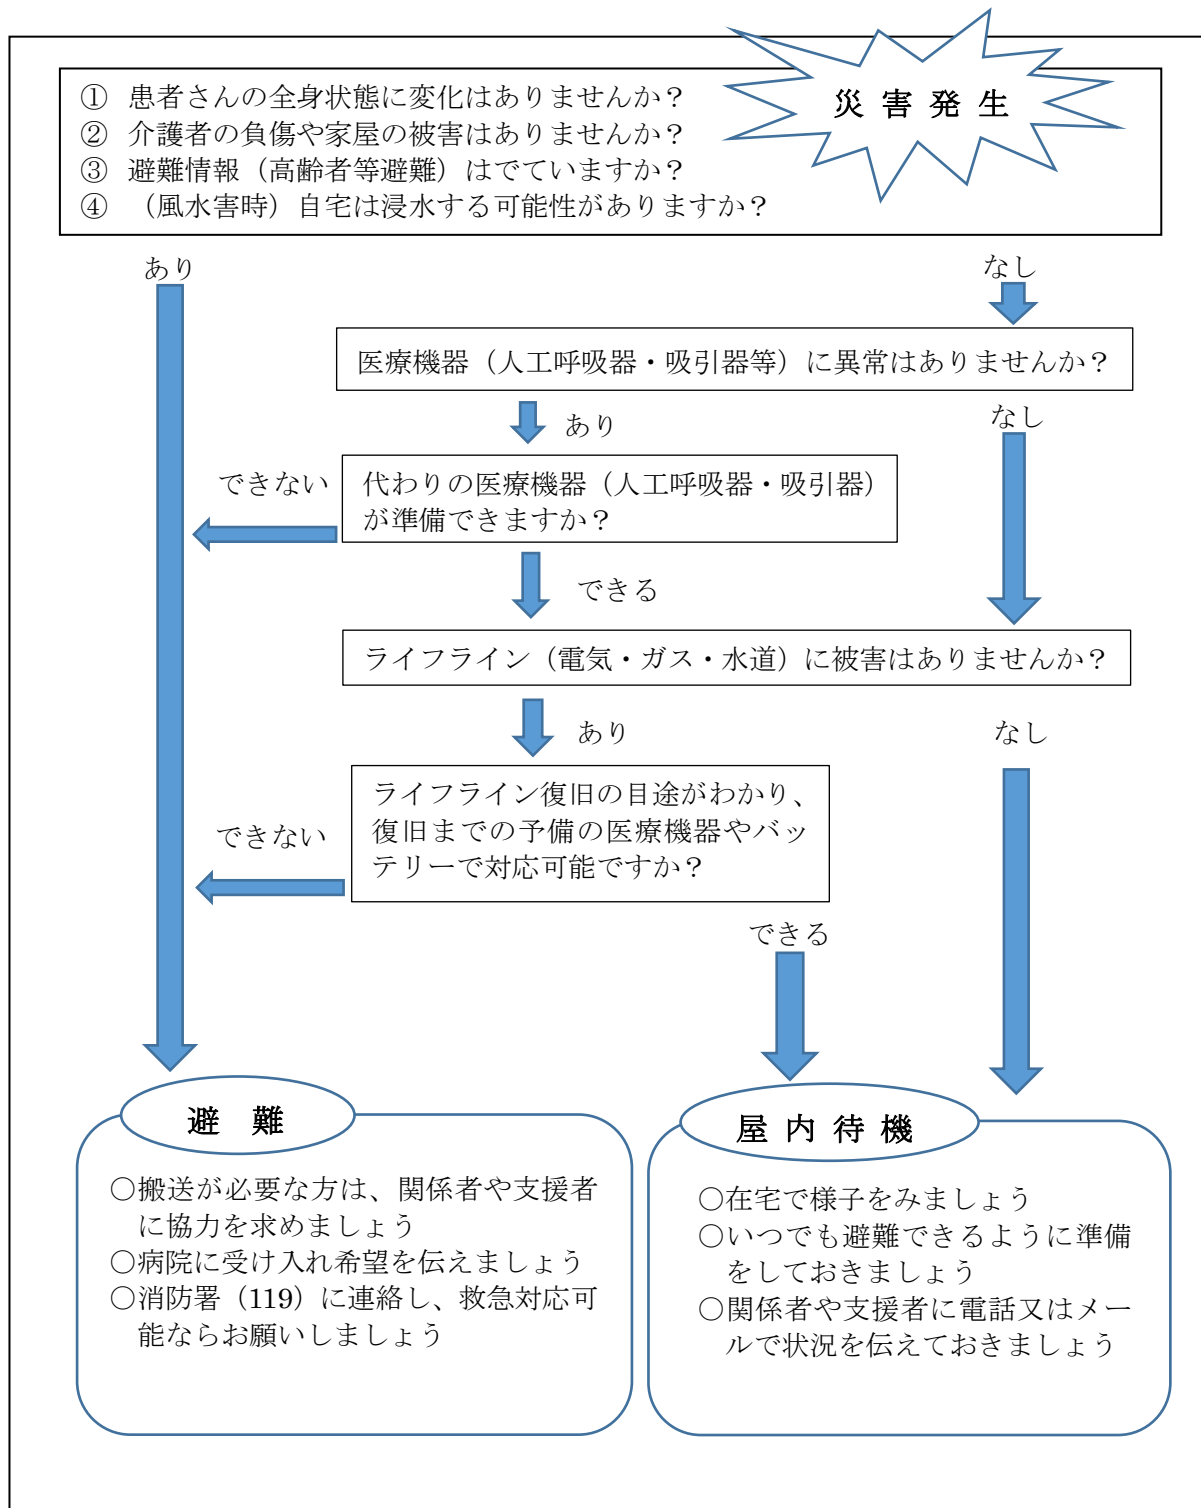 災害発生
① 患者さんの全身状態に変化はありませんか？
② 介護者の負傷や家屋の被害はありませんか？
③ 避難情報（高齢者等避難）はでていますか？
④ （風水害時）自宅は浸水する可能性がありますか？
あり
なし
医療機器（人工呼吸器・吸引器等）に異常はありませんか？
あり
なし
できない
代わりの医療機器（人工呼吸器・吸引器）
が準備できますか？
できる
ライフライン（電気・ガス・水道）に被害はありませんか？
あり
なし
ライフライン復旧の目途がわかり、
復旧までの予備の医療機器やバッ
テリーで対応可能ですか？
できない
できる
避　難
○搬送が必要な方は、関係者や支援者
に協力を求めましょう
○病院に受け入れ希望を伝えましょう
○消防署（119）に連絡し、救急対応可
能ならお願いしましょう
屋内待機
○在宅で様子をみましょう
○いつでも避難できるように準備
をしておきましょう
○関係者や支援者に電話又はメー
ルで状況を伝えておきましょう